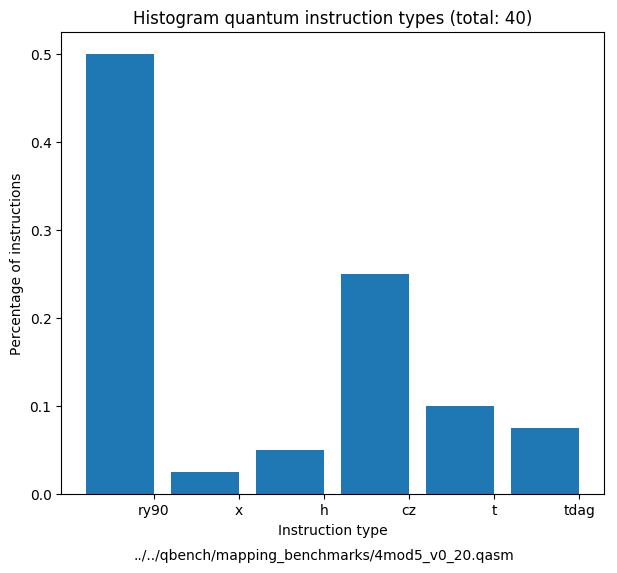 Histogram quantum instruction types (total: 40)
Percentage of instructions
0.5
0.4
0.3
0.2
0.1
0.0
ry90 x h cz t tdag
Instruction type
../../qbench/mapping_benchmarks/4mod5_v0_20.qasm